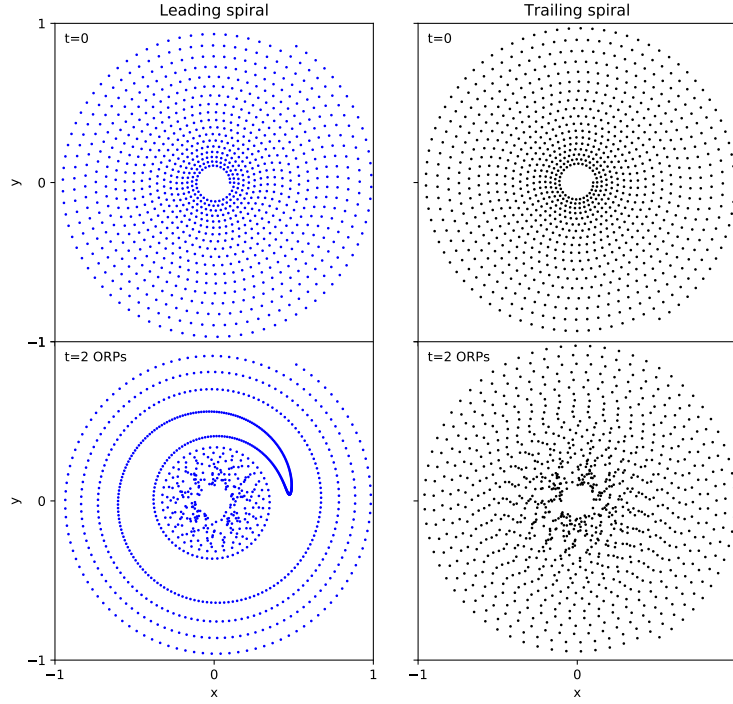 Leading spiral
Trailing spiral
1
t=0
t=0
0
y
y
−1
−1
t=2 ORPs
t=2 ORPs
0
y
y
−1
−1
0
1
−1
0
x
x